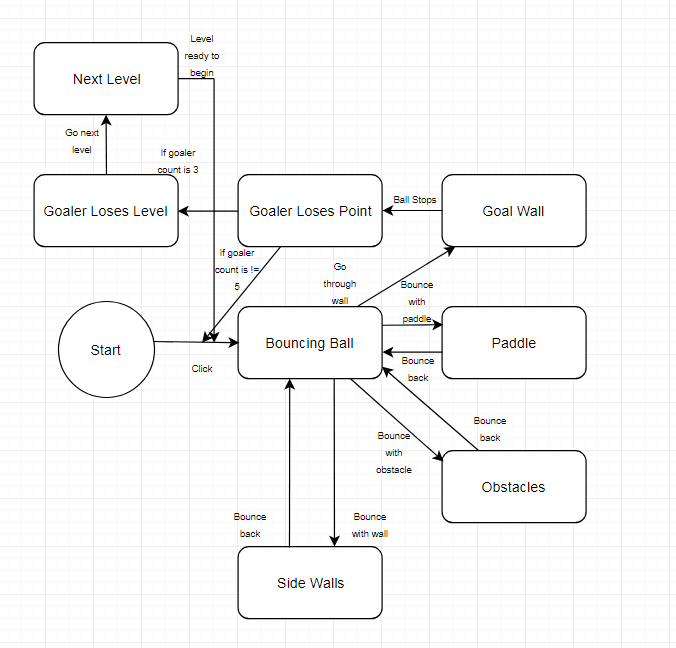 Level
ready to
begin
Next Level
Go next
level
If goaler
count is 3
Goaler Loses Level
Goaler Loses Point
Ball Stops
Goal Wall
If goaler
count is !=
5
Go
through
wall
Bounce
with
paddle
Start
Click
Bouncing Ball
Paddle
Bounce
back
Bounce
with
obstacle
Bounce
back
Obstacles
Bounce
back
Bounce
with wall
Side Walls